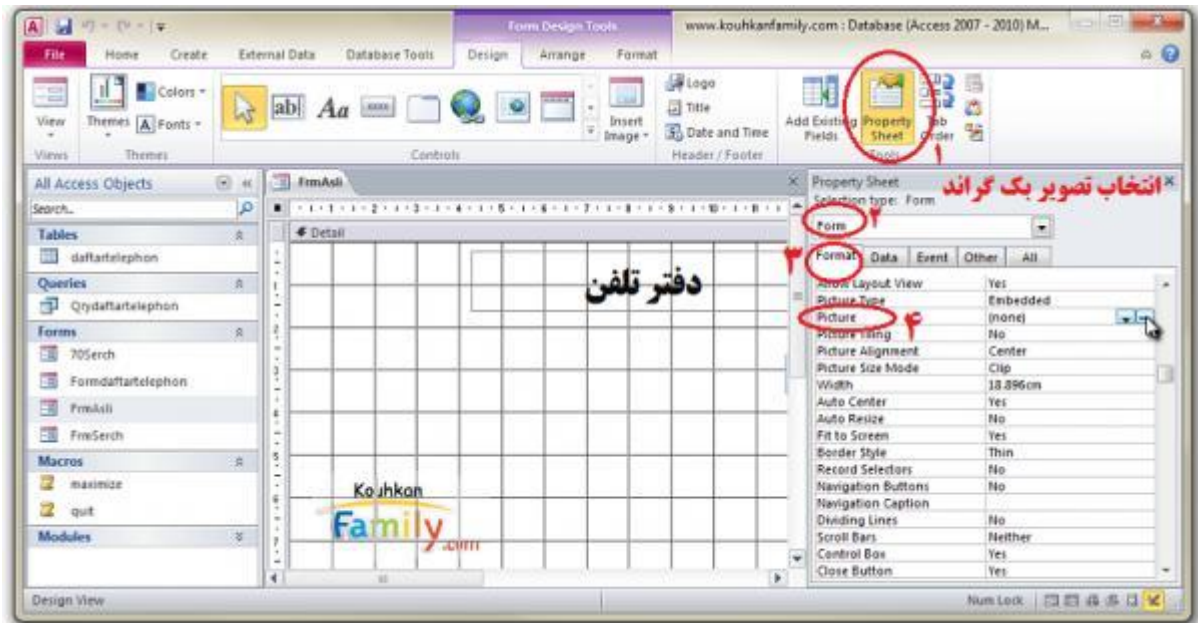 Form Design Tools
www.kouhkanfamily.com : Database (Access 2007 - 2010) M...
File Home Create External Data Database Tools Design Arrange Format
View
Themes
Colors
A Fonts
ab Aa
Insert Image
Logo
Title
Date and Time
Add Existing Fields
Property Sheet
Tab Order
۱
Views Themes Controls Header / Footer Tools
All Access Objects
Search..
Tables
daftartelephon
Queries
Qrydaftartelephon
Forms
70Serch
Formdaftartelephon
FrmAsli
FrmSerch
Macros
maximize
quit
Modules
FrmAsli
Detail
دفتر تلفن
Kouhkan
Family.com
Property Sheet
انتخاب تصویر بک گراند
Selection type: Form
Form ۲
۳ Format Data Event Other All
Allow Layout View Yes
Picture Type Embedded
Picture (none)
۴
Picture Tiling No
Picture Alignment Center
Picture Size Mode Clip
Width 18.896cm
Auto Center Yes
Auto Resize No
Fit to Screen Yes
Border Style Thin
Record Selectors No
Navigation Buttons No
Navigation Caption
Dividing Lines No
Scroll Bars Neither
Control Box Yes
Close Button Yes
Design View
Num Lock